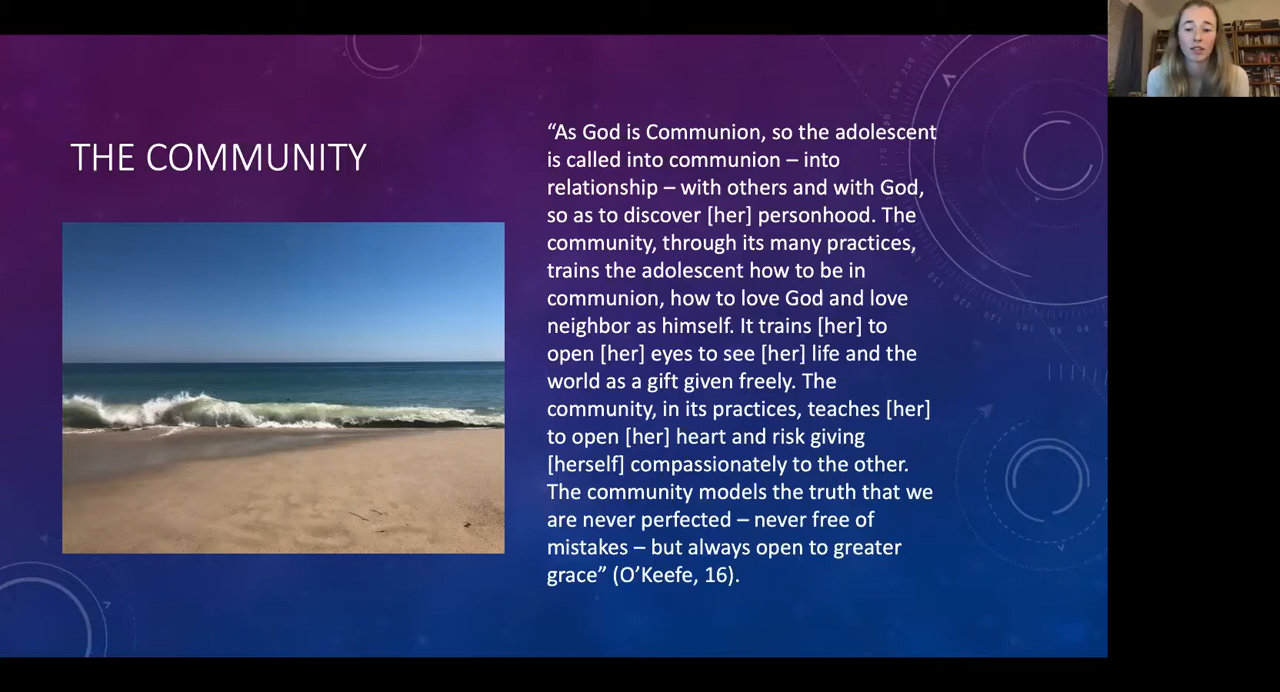 THE COMMUNITY
“As God is Communion, so the adolescent
is called into communion – into
relationship – with others and with God,
so as to discover [her] personhood. The
community, through its many practices,
trains the adolescent how to be in
communion, how to love God and love
neighbor as himself. It trains [her] to
open [her] eyes to see [her] life and the
world as a gift given freely. The
community, in its practices, teaches [her]
to open [her] heart and risk giving
[herself] compassionately to the other.
The community models the truth that we
are never perfected – never free of
mistakes – but always open to greater
grace” (O’Keefe, 16).